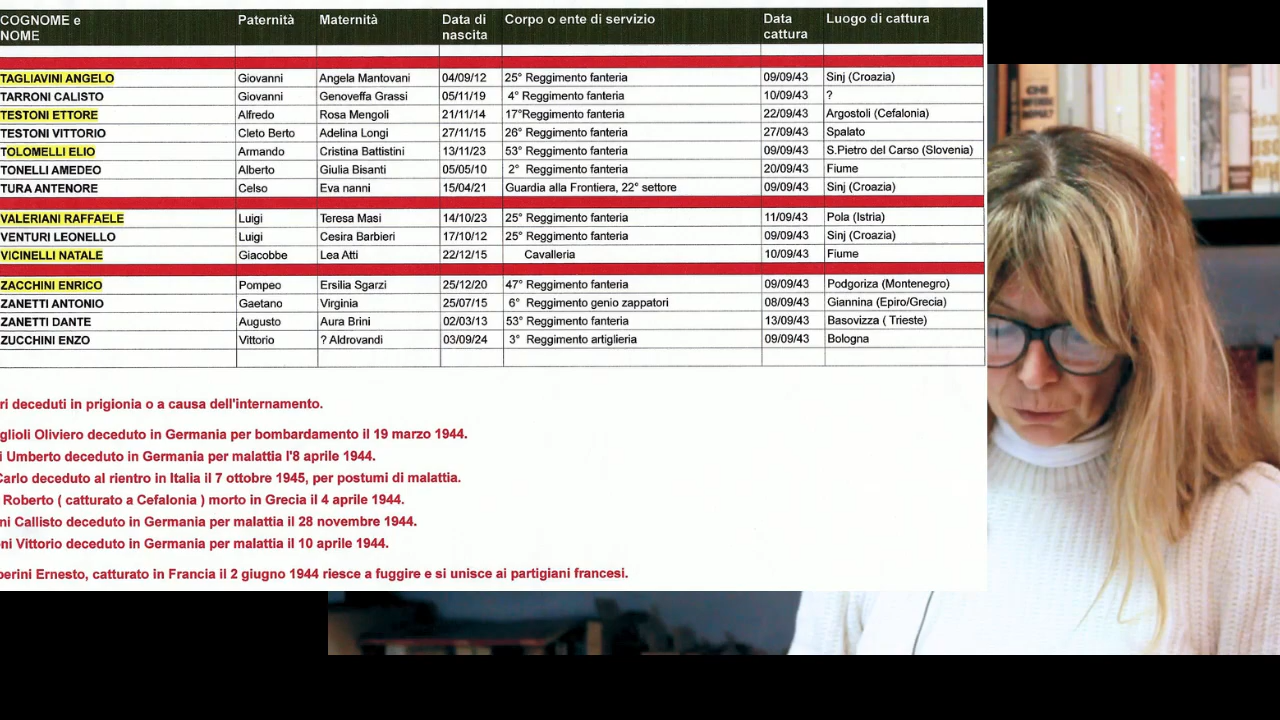 COGNOME e NOME Paternità Maternità Data di nascita Corpo o ente di servizio Data cattura Luogo di cattura
TAGLIAVINI ANGELO Giovanni Angela Mantovani 04/09/12 25° Reggimento fanteria 09/09/43 Sinj (Croazia)
TARRONI CALISTO Giovanni Genoveffa Grassi 05/11/19 4° Reggimento fanteria 10/09/43 ?
TESTONI ETTORE Alfredo Rosa Mengoli 21/11/14 17°Reggimento fanteria 22/09/43 Argostoli (Cefalonia)
TESTONI VITTORIO Cleto Berto Adelina Longi 27/11/15 26° Reggimento fanteria 27/09/43 Spalato
TOLOMELLI ELIO Armando Cristina Battistini 13/11/23 53° Reggimento fanteria 09/09/43 S.Pietro del Carso (Slovenia)
TONELLI AMEDEO Alberto Giulia Bisanti 05/05/10 2° Reggimento fanteria 20/09/43 Fiume
TURA ANTENORE Celso Eva nanni 15/04/21 Guardia alla Frontiera, 22° settore 09/09/43 Sinj (Croazia)
VALERIANI RAFFAELE Luigi Teresa Masi 14/10/23 25° Reggimento fanteria 11/09/43 Pola (Istria)
VENTURI LEONELLO Luigi Cesira Barbieri 17/10/12 25° Reggimento fanteria 09/09/43 Sinj (Croazia)
VICINELLI NATALE Giacobbe Lea Atti 22/12/15 Cavalleria 10/09/43 Fiume
ZACCHINI ENRICO Pompeo Ersilia Sgarzi 25/12/20 47° Reggimento fanteria 09/09/43 Podgoriza (Montenegro)
ZANETTI ANTONIO Gaetano Virginia 25/07/15 6° Reggimento genio zappatori 08/09/43 Giannina (Epiro/Grecia)
ZANETTI DANTE Augusto Aura Brini 02/03/13 53° Reggimento fanteria 13/09/43 Basovizza ( Trieste)
ZUCCHINI ENZO Vittorio ? Aldrovandi 03/09/24 3° Reggimento artiglieria 09/09/43 Bologna
ri deceduti in prigionia o a causa dell'internamento.
glioli Oliviero deceduto in Germania per bombardamento il 19 marzo 1944.
i Umberto deceduto in Germania per malattia l'8 aprile 1944.
Carlo deceduto al rientro in Italia il 7 ottobre 1945, per postumi di malattia.
Roberto ( catturato a Cefalonia ) morto in Grecia il 4 aprile 1944.
ni Callisto deceduto in Germania per malattia il 28 novembre 1944.
oni Vittorio deceduto in Germania per malattia il 10 aprile 1944.
perini Ernesto, catturato in Francia il 2 giugno 1944 riesce a fuggire e si unisce ai partigiani francesi.